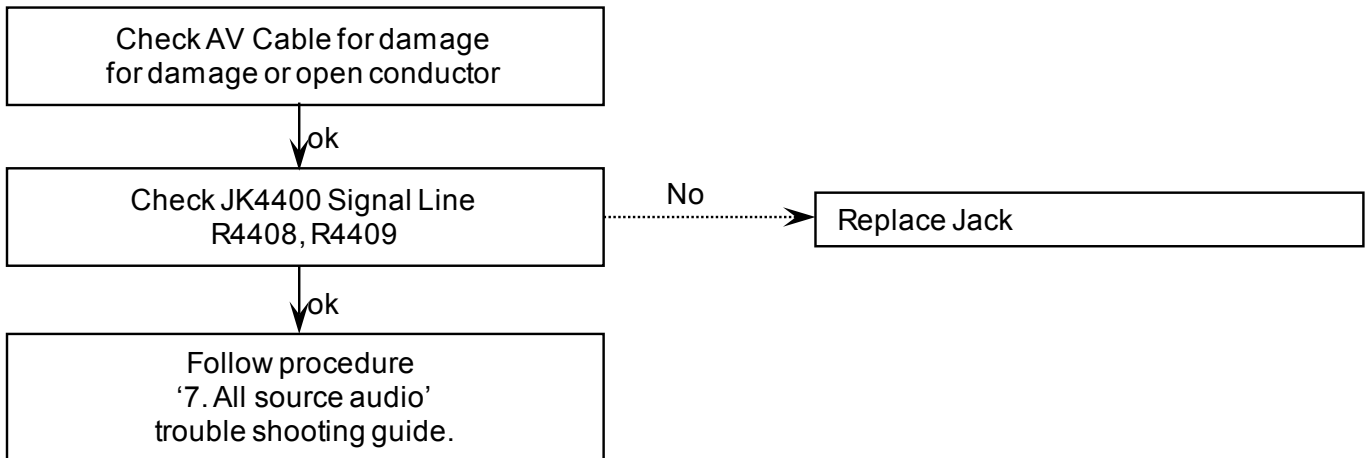 Check AV Cable for damage
for damage or open conductor
ok
Check JK4400 Signal Line
R4408, R4409
No
Replace Jack
ok
Follow procedure
‘7. All source audio’
trouble shooting guide.